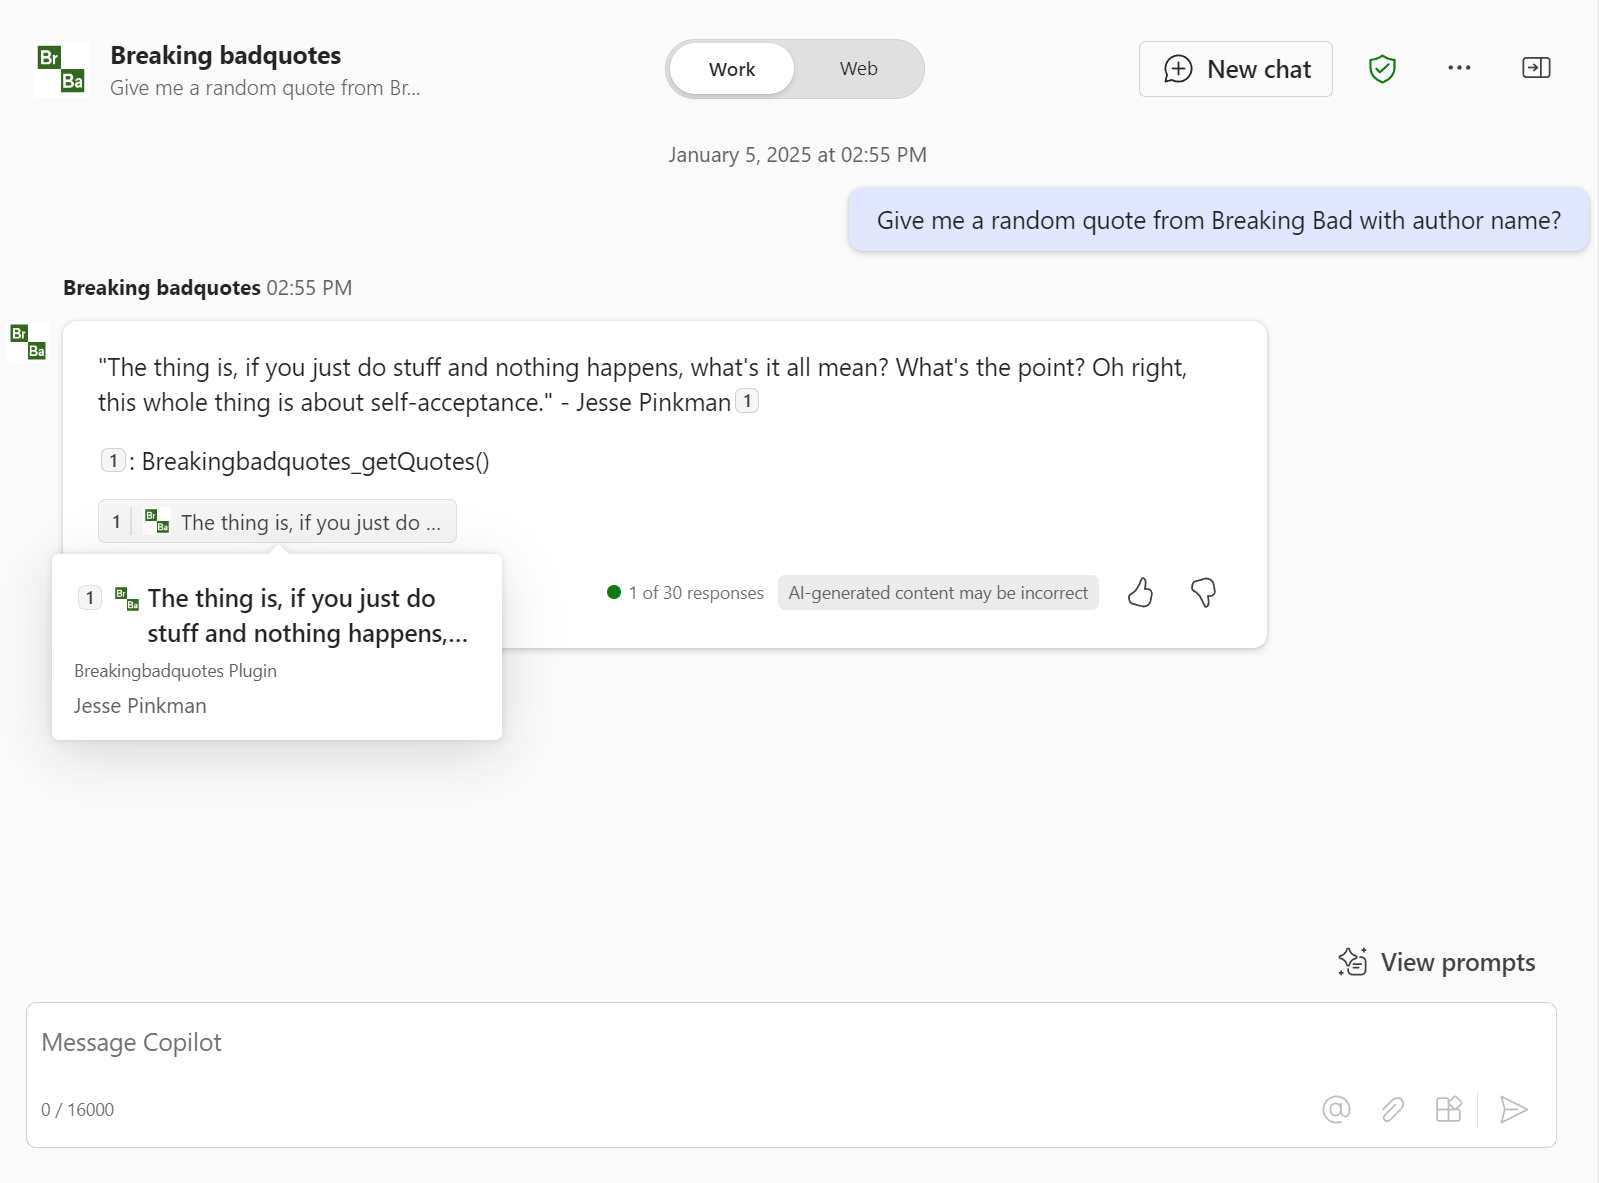 Br
Ba
Breaking badquotes
Give me a random quote from Br...
Work
Web
New chat
January 5, 2025 at 02:55 PM
Give me a random quote from Breaking Bad with author name?
Breaking badquotes 02:55 PM
Br
Ba
"The thing is, if you just do stuff and nothing happens, what's it all mean? What's the point? Oh right,
this whole thing is about self-acceptance." - Jesse Pinkman 1
1 : Breakingbadquotes_getQuotes()
1 Br Ba The thing is, if you just do ...
1 of 30 responses
AI-generated content may be incorrect
1 Br Ba The thing is, if you just do
stuff and nothing happens,...
Breakingbadquotes Plugin
Jesse Pinkman
View prompts
Message Copilot
0 / 16000